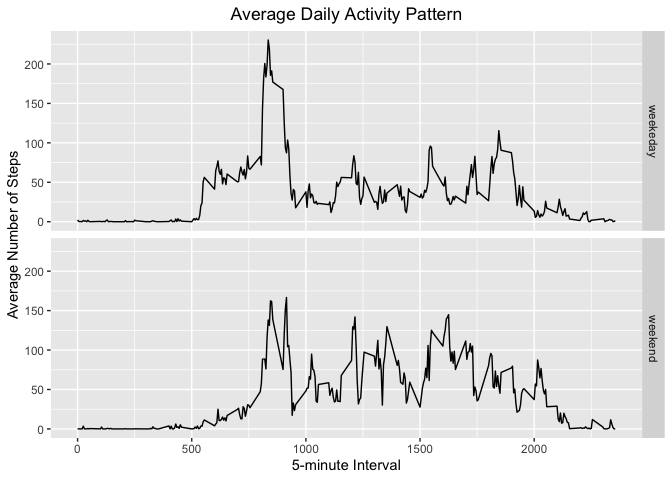 Average Daily Activity Pattern
Average Number of Steps
200
150
100
50
0
weekeday
200
150
100
50
0
weekend
0 500 1000 1500 2000
5-minute Interval